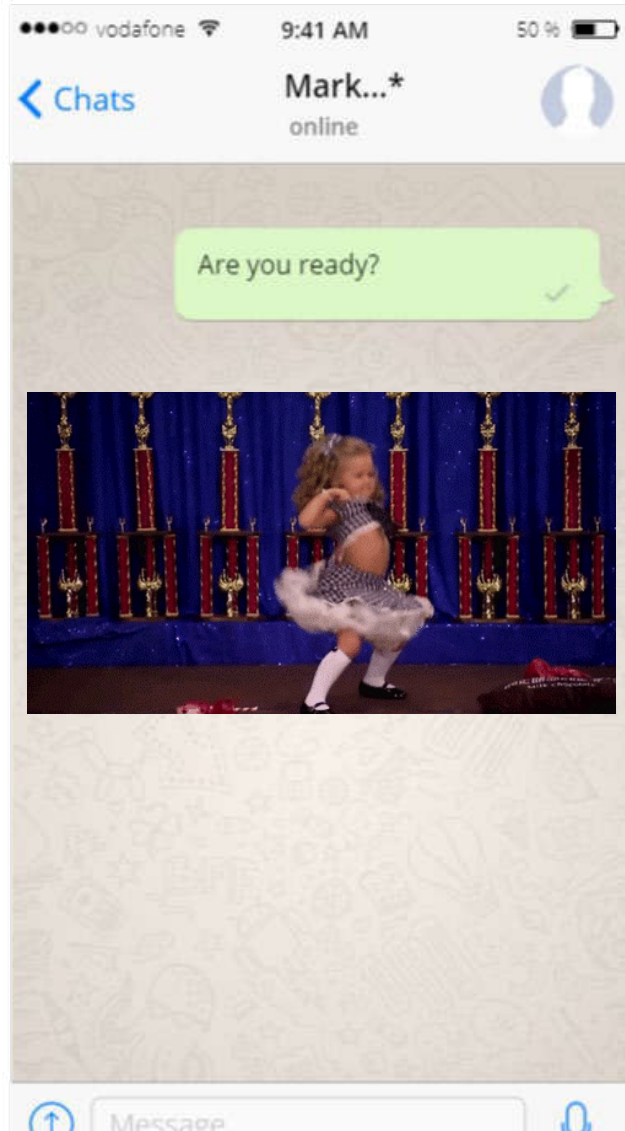 vodafone 9:41 AM 50 %
Chats Mark...*
online
Are you ready?
Message